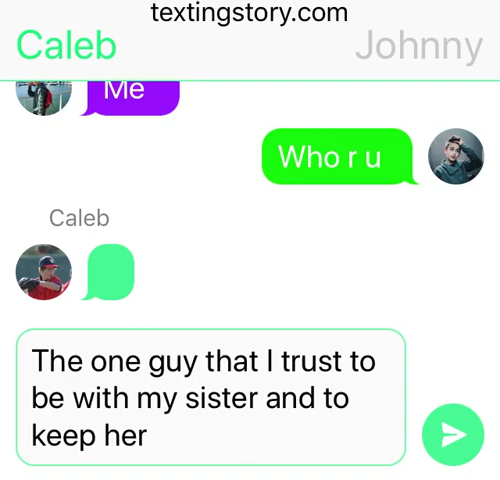 textingstory.com
Caleb
Johnny
Me
Who r u
Caleb
The one guy that I trust to
be with my sister and to
keep her